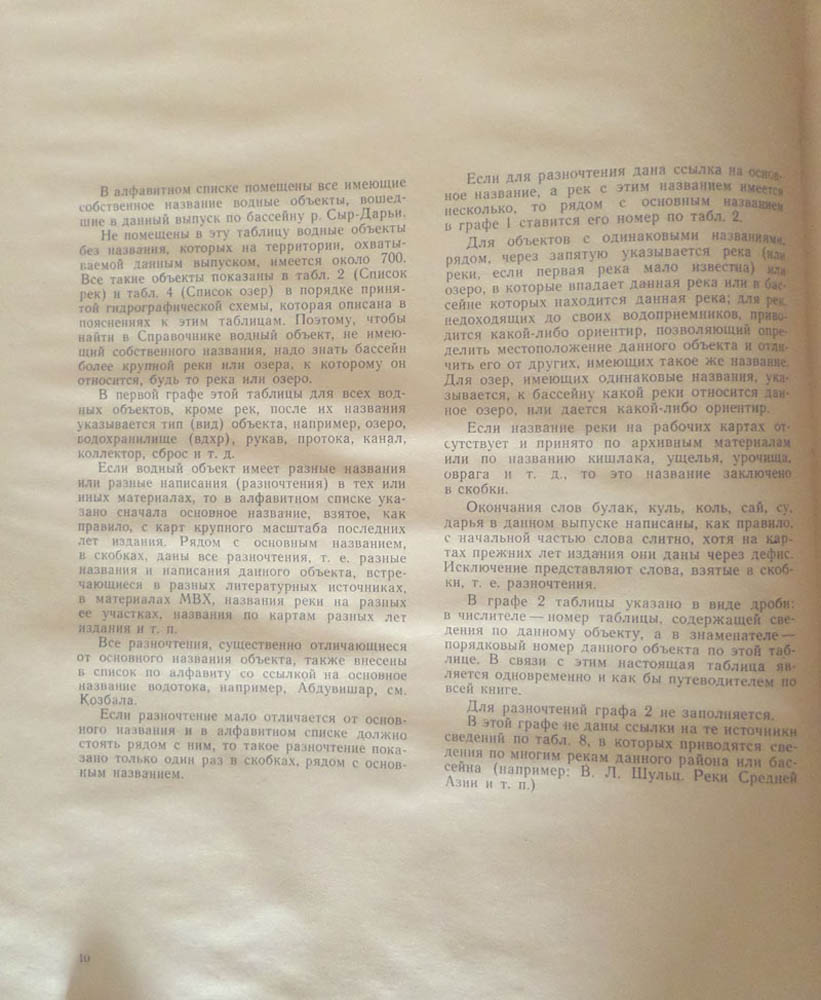 В алфавитном списке помещены все имеющие
собственное название водные объекты, вошед-
шие в данный выпуск по бассейну р. Сыр-Дарьи.
Не помещены в эту таблицу водные объекты
без названия, которых на территории, охваты-
ваемой данным выпуском, имеется около 700.
Все такие объекты показаны в табл. 2 (Список
рек) и табл. 4 (Список озер) в порядке приня-
той гидрографической схемы, которая описана в
пояснениях к этим таблицам. Поэтому, чтобы
найти в Справочнике водный объект, не имею-
щий собственного названия, надо знать бассейн
более крупной реки или озера, к которому он
относится, будь то река или озеро.
В первой графе этой таблицы для всех вод-
ных объектов, кроме рек, после их названия
указывается тип (вид) объекта, например, озеро,
водохранилище (вдхр), рукав, протока, канал,
коллектор, сброс и т. д.
Если водный объект имеет разные названия
или разные написания (разночтения) в тех или
иных материалах, то в алфавитном списке ука-
зано сначала основное название, взятое, как
правило, с карт крупного масштаба последних
лет издания. Рядом с основным названием,
в скобках, даны все разночтения, т. е. разные
названия и написания данного объекта, встре-
чающиеся в разных литературных источниках,
в материалах МВХ, названия реки на разных
ее участках, названия по картам разных лет
издания и т. п.
Все разночтения, существенно отличающиеся
от основного названия объекта, также внесены
в список по алфавиту со ссылкой на основное
название водотока, например, Абдувишар, см.
Козбала.
Если разночтение мало отличается от основ-
ного названия и в алфавитном списке должно
стоять рядом с ним, то такое разночтение пока-
зано только один раз в скобках, рядом с основ-
ным названием.
Если для разночтения дана ссылка на основ-
ное название, а рек с этим названием имеется
несколько, то рядом с основным названием
в графе 1 ставится его номер по табл. 2.
Для объектов с одинаковыми названиями,
рядом, через запятую указывается река (или
реки, если первая река мало известна) или
озеро, в которые впадает данная река или в бас-
сейне которых находится данная река; для рек,
недоходящих до своих водоприемников, приво-
дится какой-либо ориентир, позволяющий опре-
делить местоположение данного объекта и отли-
чить его от других, имеющих такое же название.
Для озер, имеющих одинаковые названия, ука-
зывается, к бассейну какой реки относится дан-
ное озеро, или дается какой-либо ориентир.
Если название реки на рабочих картах от-
сутствует и принято по архивным материалам
или по названию кишлака, ущелья, урочища,
оврага и т. д., то это название заключено
в скобки.
Окончания слов булак, куль, коль, сай, су,
дарья в данном выпуске написаны, как правило,
с начальной частью слова слитно, хотя на кар-
тах прежних лет издания они даны через дефис.
Исключение представляют слова, взятые в скоб-
ки, т. е. разночтения.
В графе 2 таблицы указано в виде дроби:
в числителе — номер таблицы, содержащей све-
дения по данному объекту, а в знаменателе —
порядковый номер данного объекта по этой таб-
лице. В связи с этим настоящая таблица яв-
ляется одновременно и как бы путеводителем по
всей книге.
Для разночтений графа 2 не заполняется.
В этой графе не даны ссылки на те источники
сведений по табл. 8, в которых приводятся све-
дения по многим рекам данного района или бас-
сейна (например: В. Л. Шульц. Реки Средней
Азии и т. п.)
10